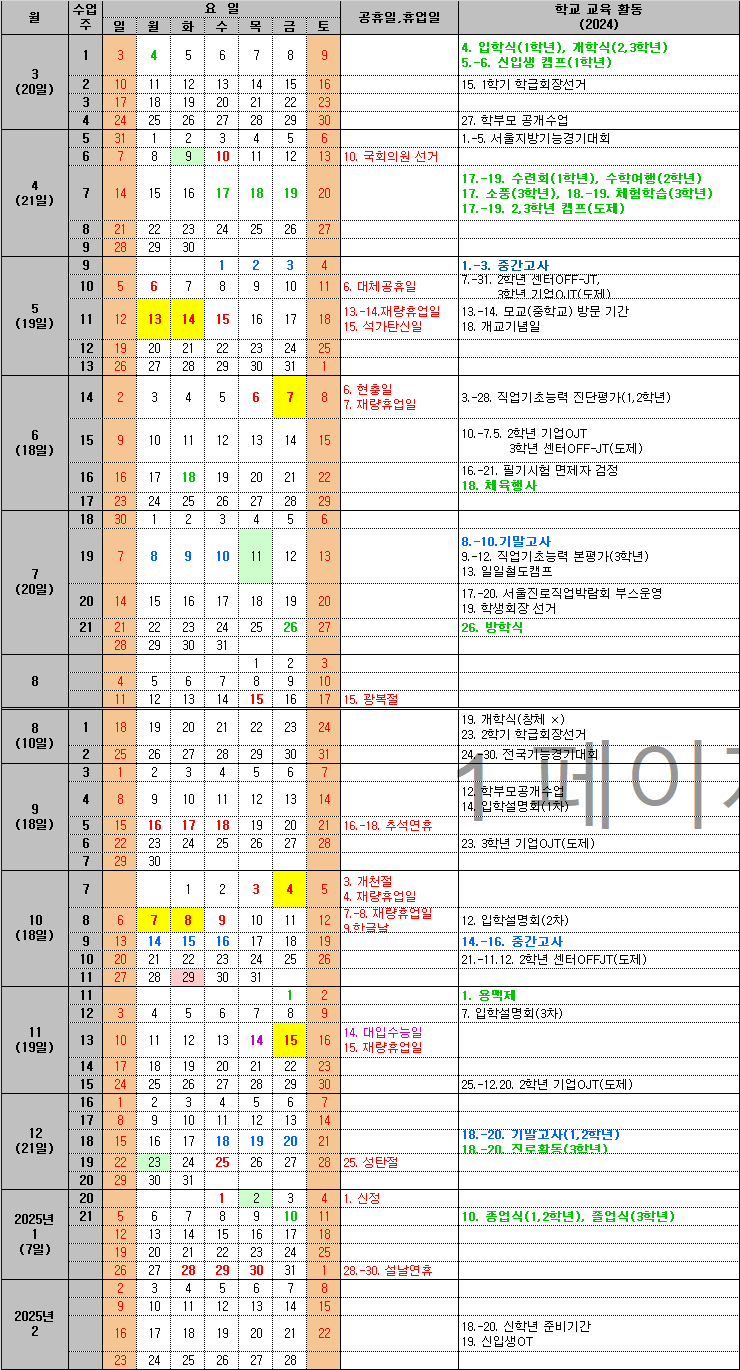 월 수업주 요 일 공휴일,휴업일 학교 교육 활동
일 월 화 수 목 금 토 (2024)
3
(20일)
1 3 4 5 6 7 8 9 4. 입학식(1학년), 개학식(2,3학년)
5.-6. 신입생 캠프(1학년)
2 10 11 12 13 14 15 16 15. 1학기 학급회장선거
3 17 18 19 20 21 22 23
4 24 25 26 27 28 29 30 27. 학부모 공개수업
4
(21일)
5 31 1 2 3 4 5 6 1.-5. 서울지방기능경기대회
6 7 8 9 10 11 12 13 10. 국회의원 선거
7 14 15 16 17 18 19 20 17.-19. 수련회(1학년), 수학여행(2학년)
17. 소풍(3학년), 18.-19. 체험학습(3학년)
17.-19. 2,3학년 캠프(도제)
8 21 22 23 24 25 26 27
9 28 29 30
5
(19일)
9 1 2 3 4 1.-3. 중간고사
10 5 6 7 8 9 10 11 6. 대체공휴일 7.-31. 2학년 센터OFF-JT,
3학년 기업OJT(도제)
11 12 13 14 15 16 17 18 13.-14.재량휴업일 13.-14. 모교(중학교) 방문 기간
15. 석가탄신일 18. 개교기념일
12 19 20 21 22 23 24 25
13 26 27 28 29 30 31 1
6
(18일)
14 2 3 4 5 6 7 8 6. 현충일 3.-28. 직업기초능력 진단평가(1,2학년)
7. 재량휴업일
15 9 10 11 12 13 14 15 10.-7.5. 2학년 기업OJT
3학년 센터OFF-JT(도제)
16 16 17 18 19 20 21 22 16.-21. 필기시험 면제자 검정
18. 체육행사
17 23 24 25 26 27 28 29
7
(20일)
18 30 1 2 3 4 5 6
19 7 8 9 10 11 12 13 8.-10.기말고사
9.-12. 직업기초능력 본평가(3학년)
13. 일일철도캠프
20 14 15 16 17 18 19 20 17.-20. 서울진로직업박람회 부스운영
19. 학생회장 선거
21 21 22 23 24 25 26 27 26. 방학식
28 29 30 31
8
1 2 3
4 5 6 7 8 9 10
11 12 13 14 15 16 17 15. 광복절
8
(10일)
1 18 19 20 21 22 23 24 19. 개학식(창체 ×)
23. 2학기 학급회장선거
2 25 26 27 28 29 30 31 24.-30. 전국기능경기대회
1 페이지
9
(18일)
3 1 2 3 4 5 6 7
4 8 9 10 11 12 13 14 12. 학부모공개수업
14. 입학설명회(1차)
5 15 16 17 18 19 20 21 16.-18. 추석연휴
6 22 23 24 25 26 27 28 23. 3학년 기업OJT(도제)
7 29 30
10
(18일)
7 1 2 3 4 5 3. 개천절
4. 재량휴업일
8 6 7 8 9 10 11 12 7.-8. 재량휴업일 12. 입학설명회(2차)
9.한글날
9 13 14 15 16 17 18 19 14.-16. 중간고사
10 20 21 22 23 24 25 26 21.-11.12. 2학년 센터OFFJT(도제)
11 27 28 29 30 31
11
(19일)
11 1 2 1. 용맥제
12 3 4 5 6 7 8 9 7. 입학설명회(3차)
13 10 11 12 13 14 15 16 14. 대입수능일
15. 재량휴업일
14 17 18 19 20 21 22 23
15 24 25 26 27 28 29 30 25.-12.20. 2학년 기업OJT(도제)
12
(21일)
16 1 2 3 4 5 6 7
17 8 9 10 11 12 13 14
18 15 16 17 18 19 20 21 18.-20. 기말고사(1,2학년)
18.-20. 진로활동(3학년)
19 22 23 24 25 26 27 28 25. 성탄절
20 29 30 31
2025년
1
(7일)
20 1 2 3 4 1. 신정
21 5 6 7 8 9 10 11 10. 종업식(1,2학년), 졸업식(3학년)
12 13 14 15 16 17 18
19 20 21 22 23 24 25
26 27 28 29 30 31 1 28.-30. 설날연휴
2025년
2
2 3 4 5 6 7 8
9 10 11 12 13 14 15
16 17 18 19 20 21 22 18.-20. 신학년 준비기간
19. 신입생OT
23 24 25 26 27 28